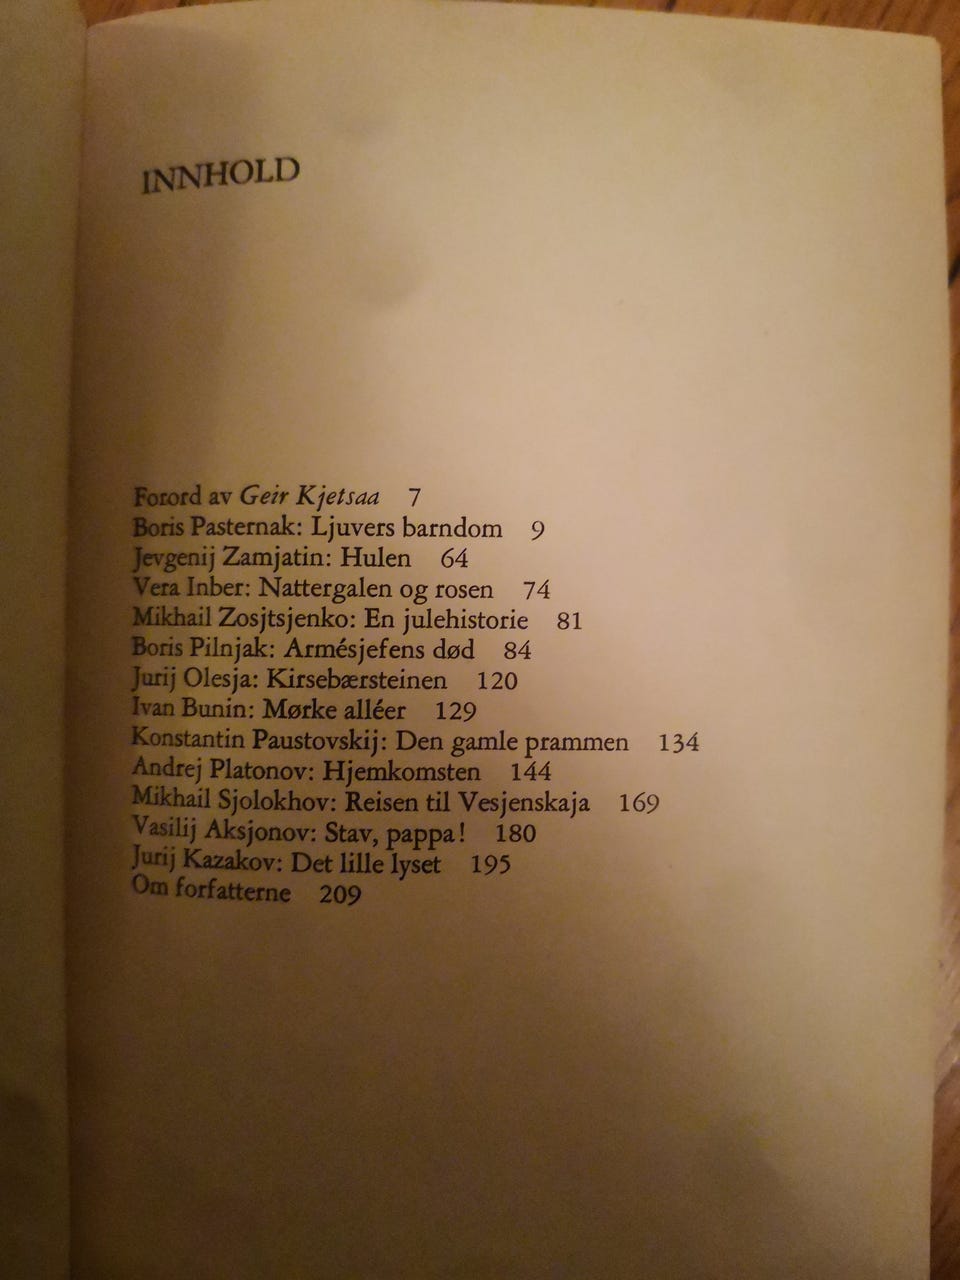 INNHOLD
Forord av Geir Kjetsaa 7
Boris Pasternak: Ljuvers barndom 9
Jevgenij Zamjatin: Hulen 64
Vera Inber: Nattergalen og rosen 74
Mikhail Zosjtsjenko: En julehistorie 81
Boris Pilnjak: Armésjefens død 84
Jurij Olesja: Kirsebærsteinen 120
Ivan Bunin: Mørke alléer 129
Konstantin Paustovskij: Den gamle prammen 134
Andrej Platonov: Hjemkomsten 144
Mikhail Sjolokhov: Reisen til Vesjenskaja 169
Vasilij Aksjonov: Stav, pappa! 180
Jurij Kazakov: Det lille lyset 195
Om forfatterne 209